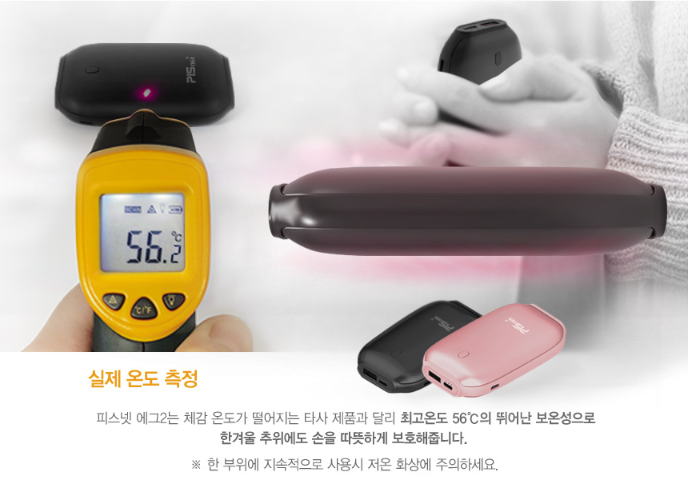 PISnet
SCAN
56.2
℃
℃/℉
PISnet
PISnet
실제 온도 측정
피스넷 에그2는 체감 온도가 떨어지는 타사 제품과 달리 최고온도 56℃의 뛰어난 보온성으로
한겨울 추위에도 손을 따뜻하게 보호해줍니다.
※ 한 부위에 지속적으로 사용시 저온 화상에 주의하세요.